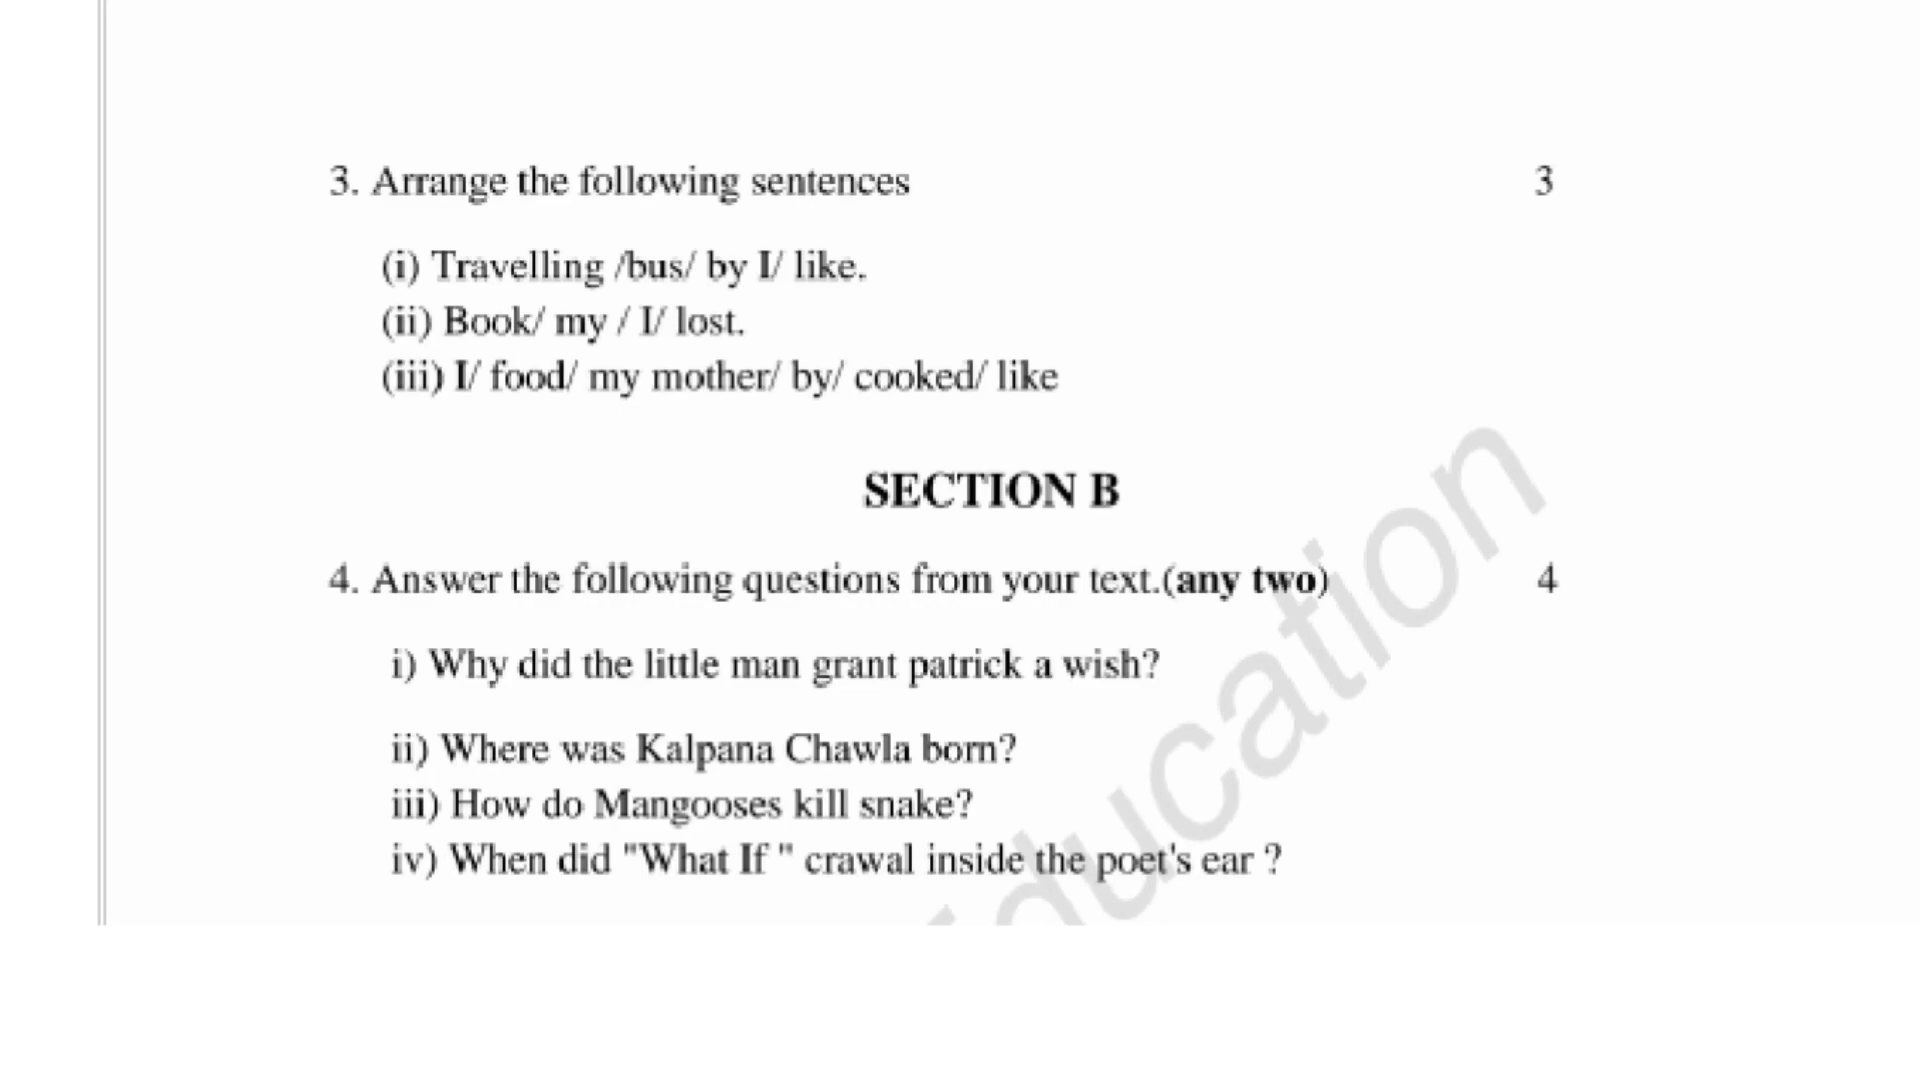 3. Arrange the following sentences 3
(i) Travelling /bus/ by I/ like.
(ii) Book/ my / I/ lost.
(iii) I/ food/ my mother/ by/ cooked/ like
SECTION B
4. Answer the following questions from your text.(any two) 4
i) Why did the little man grant patrick a wish?
ii) Where was Kalpana Chawla born?
iii) How do Mangooses kill snake?
iv) When did "What If " crawal inside the poet's ear ?
ducation